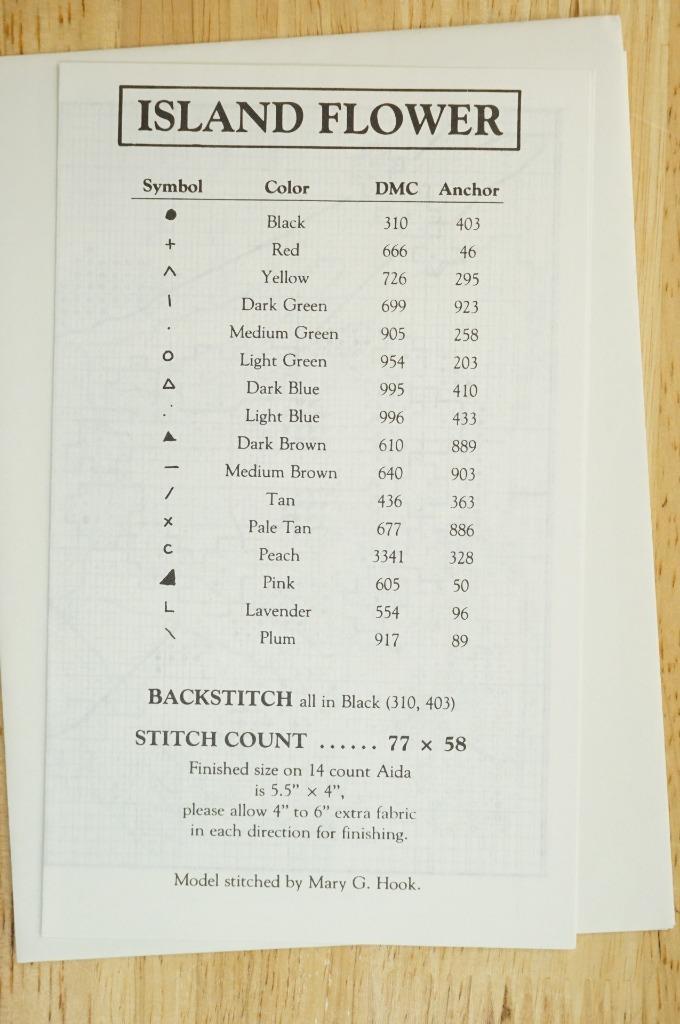 ISLAND FLOWER
Symbol Color DMC Anchor
● Black 310 403
+ Red 666 46
^ Yellow 726 295
| Dark Green 699 923
· Medium Green 905 258
○ Light Green 954 203
△ Dark Blue 995 410
⋰ Light Blue 996 433
▲ Dark Brown 610 889
— Medium Brown 640 903
/ Tan 436 363
x Pale Tan 677 886
c Peach 3341 328
◢ Pink 605 50
L Lavender 554 96
\ Plum 917 89
BACKSTITCH all in Black (310, 403)
STITCH COUNT ...... 77 × 58
Finished size on 14 count Aida
is 5.5" × 4",
please allow 4" to 6" extra fabric
in each direction for finishing.
Model stitched by Mary G. Hook.